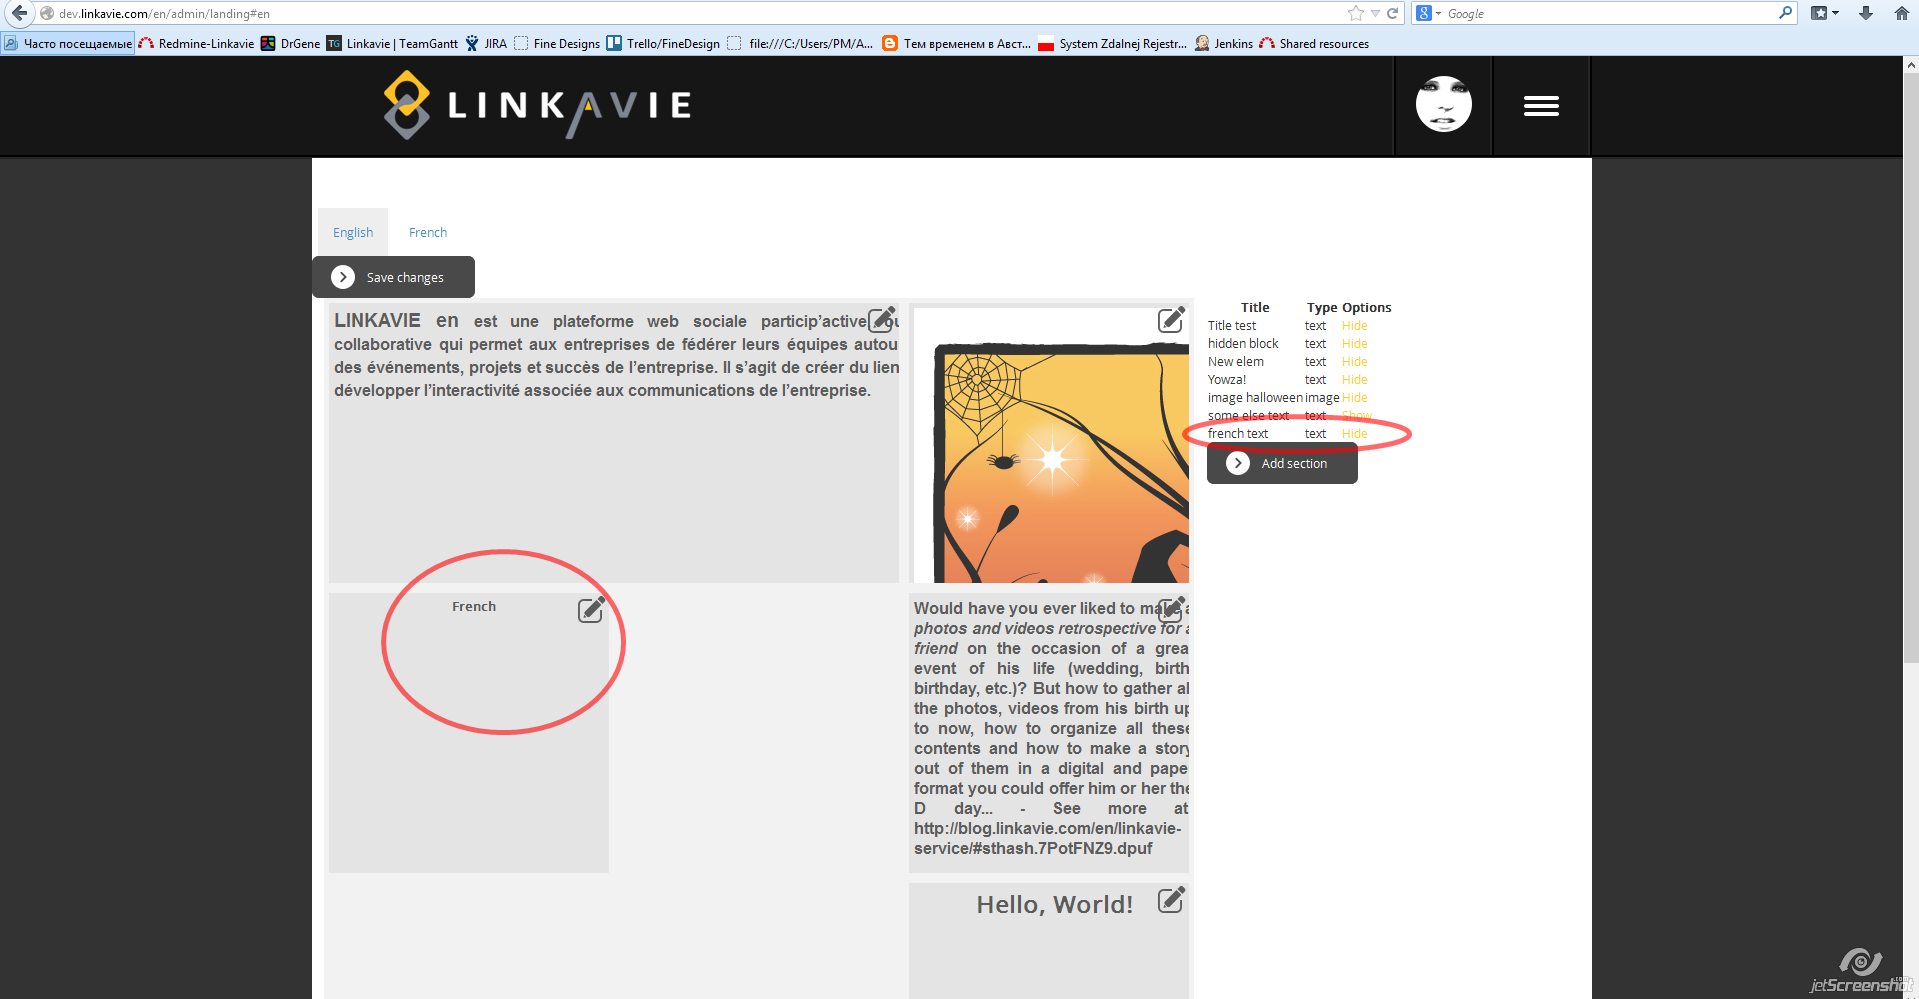 dev.linkavie.com/en/admin/landing#en
Google
Часто посещаемые Redmine-Linkavie DrGene Linkavie | TeamGantt JIRA Fine Designs Trello/FineDesign file:///C:/Users/PM/A... Тем временем в Авст... System Zdalnej Rejestr... Jenkins Shared resources
LINKAVIE
English French
Save changes
LINKAVIE en est une plateforme web sociale particip’active ou
collaborative qui permet aux entreprises de fédérer leurs équipes autou
des événements, projets et succès de l’entreprise. Il s’agit de créer du lien
développer l’interactivité associée aux communications de l’entreprise.
Title Type Options
Title test text Hide
hidden block text Hide
New elem text Hide
Yowza! text Hide
image halloween image Hide
some else text text Show
french text text Hide
Add section
French
Would have you ever liked to make a
photos and videos retrospective for a
friend on the occasion of a grea
event of his life (wedding, birth
birthday, etc.)? But how to gather al
the photos, videos from his birth up
to now, how to organize all these
contents and how to make a story
out of them in a digital and pape
format you could offer him or her the
D day... - See more at
http://blog.linkavie.com/en/linkavie-
service/#sthash.7PotFNZ9.dpuf
Hello, World!
jetScreenshot.com